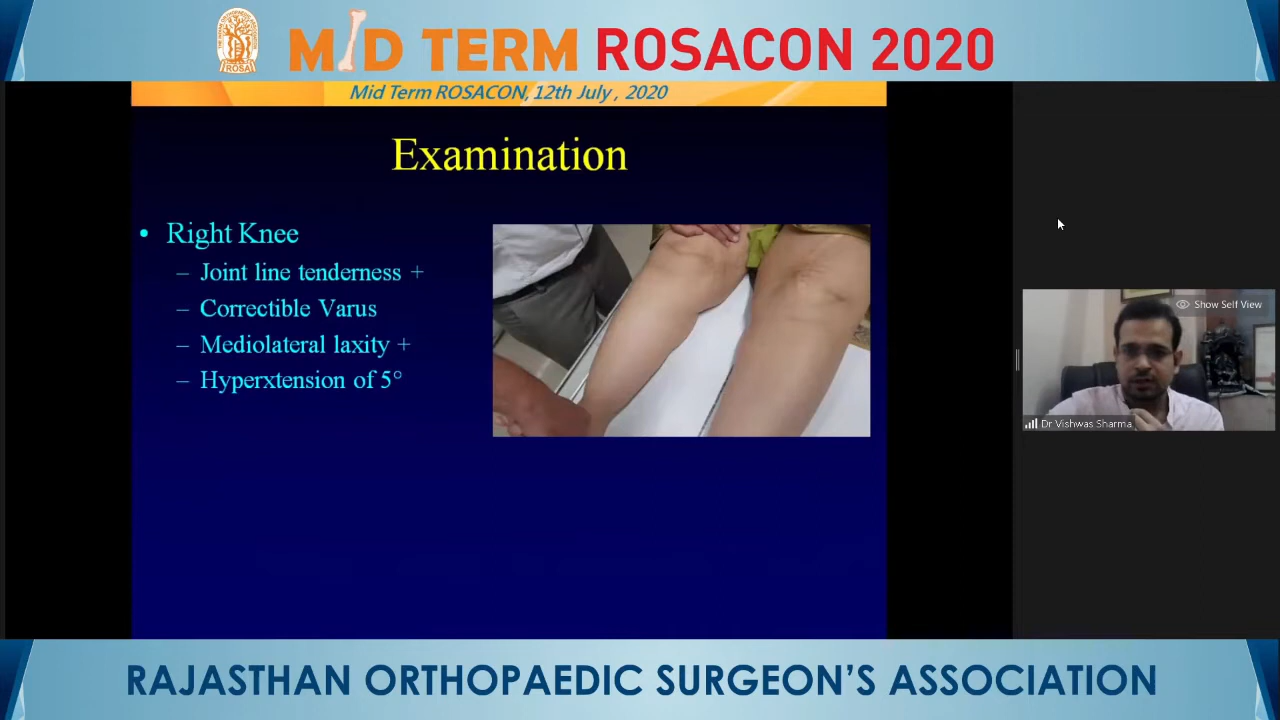 MID TERM ROSACON 2020
ROSA
Mid Term ROSACON, 12th July, 2020
Examination
• Right Knee
– Joint line tenderness +
– Correctible Varus
– Mediolateral laxity +
– Hyperxtension of 5°
Show Self View
Dr Vishwas Sharma
RAJASTHAN ORTHOPAEDIC SURGEON'S ASSOCIATION